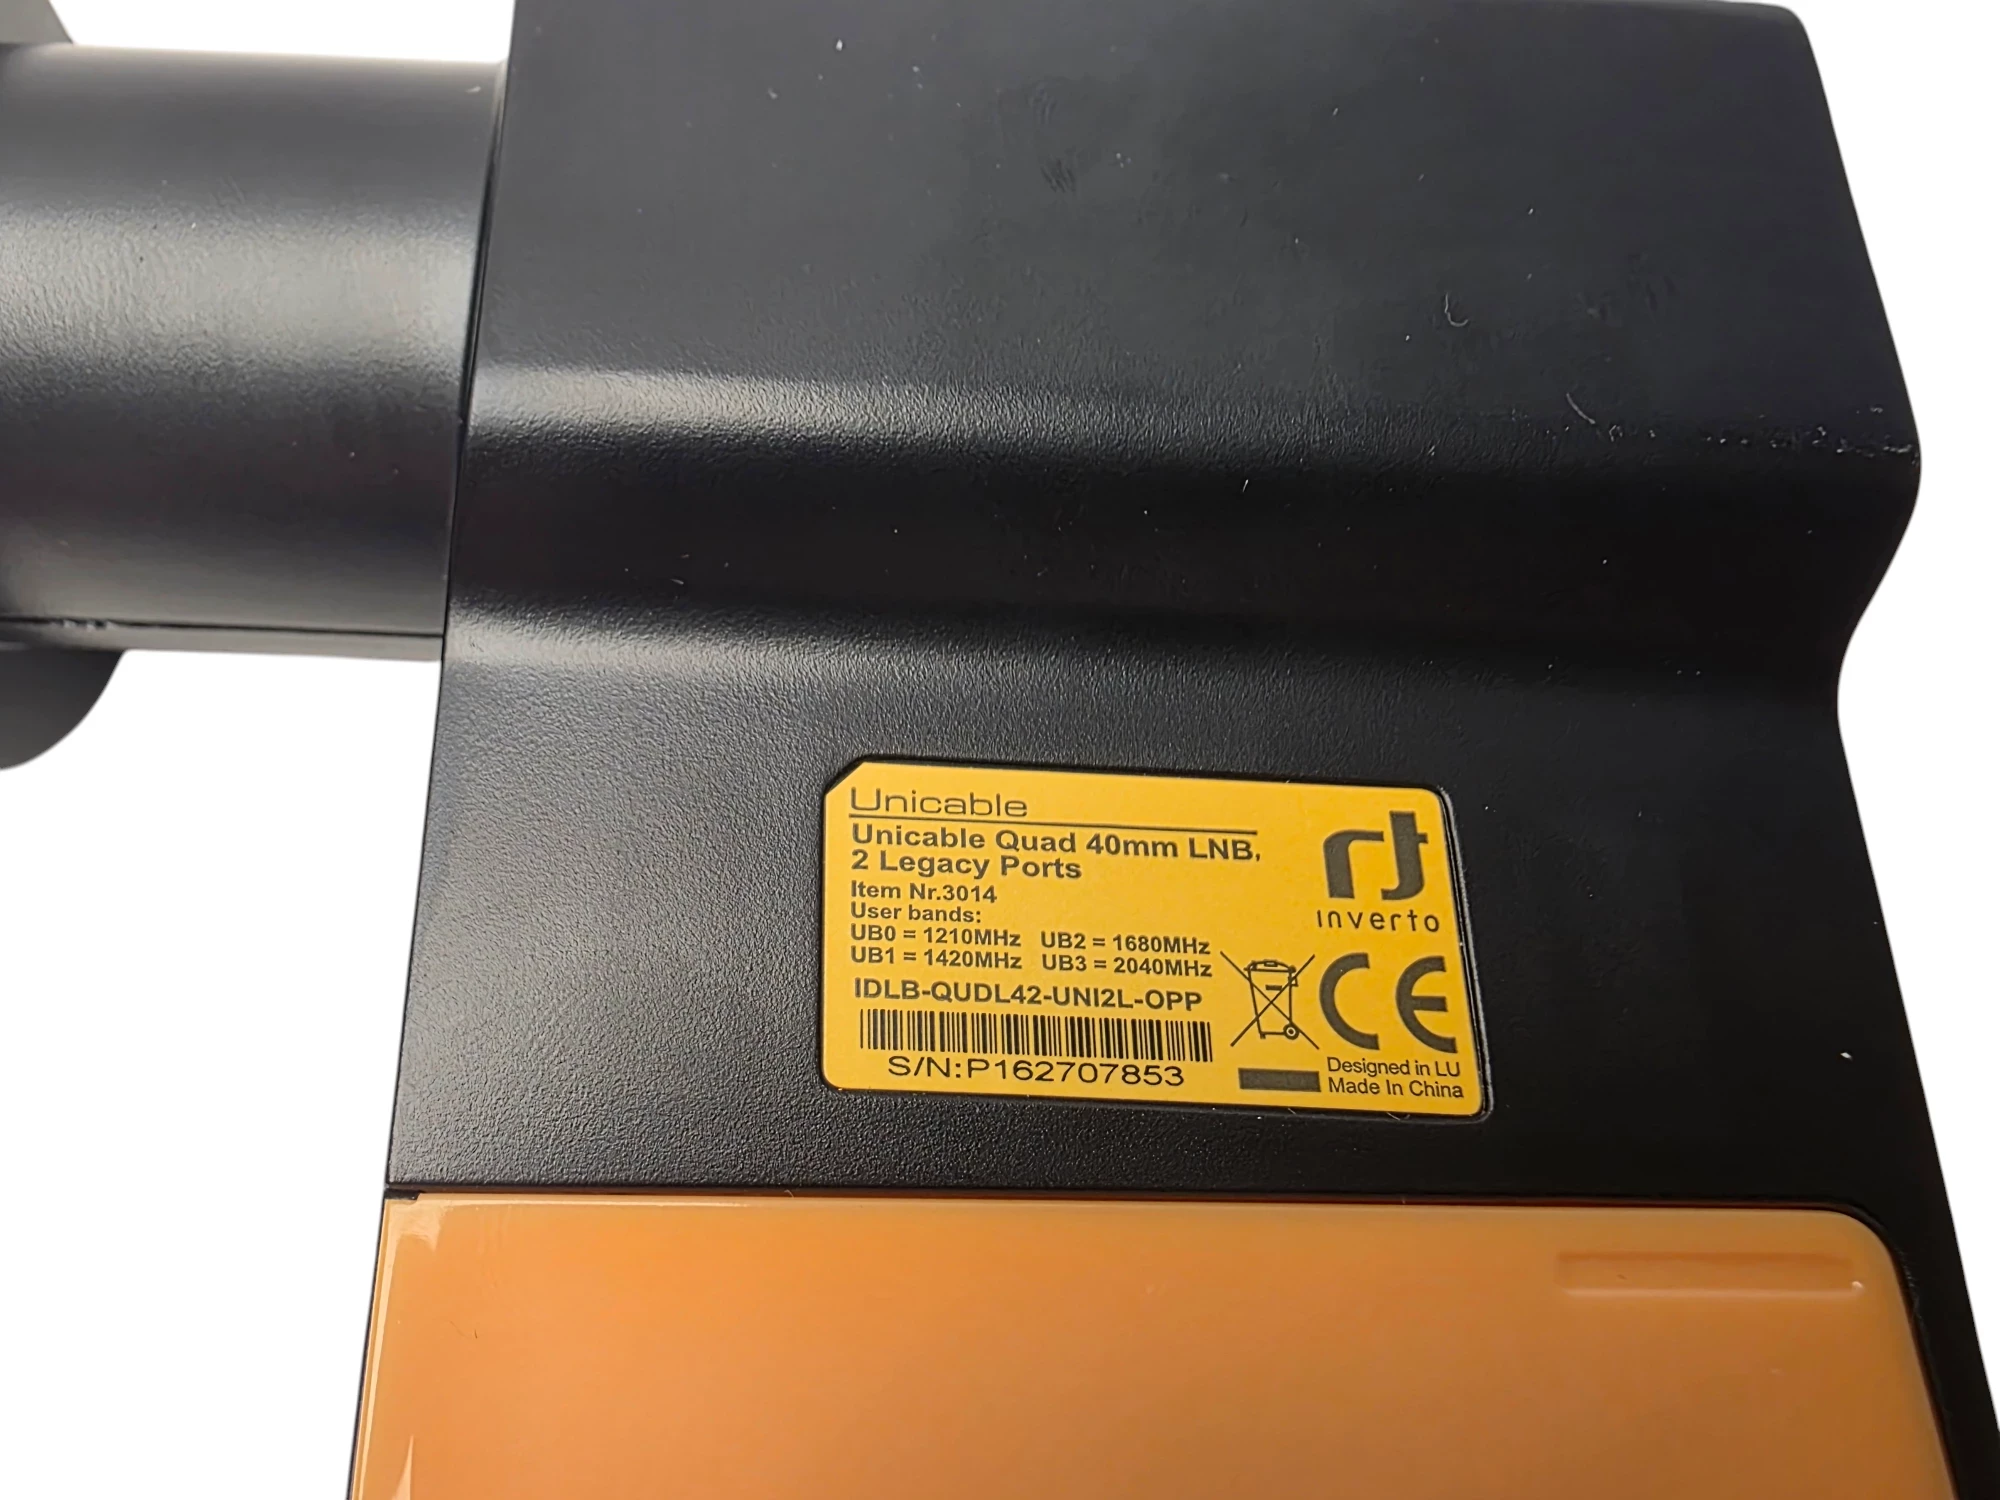 Unicable
Unicable Quad 40mm LNB,
2 Legacy Ports
Item Nr.3014
User bands:
UB0 = 1210MHz UB2 = 1680MHz
UB1 = 1420MHz UB3 = 2040MHz
IDLB-QUDL42-UNI2L-OPP
S/N:P162707853
inverto
CE
Designed in LU
Made In China